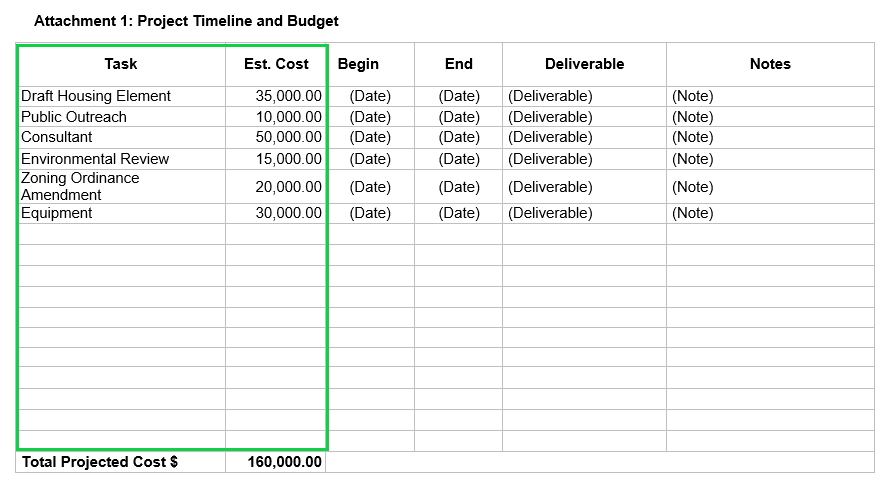 Attachment 1: Project Timeline and Budget
Task Est. Cost Begin End Deliverable Notes
Draft Housing Element 35,000.00 (Date) (Date) (Deliverable) (Note)
Public Outreach 10,000.00 (Date) (Date) (Deliverable) (Note)
Consultant 50,000.00 (Date) (Date) (Deliverable) (Note)
Environmental Review 15,000.00 (Date) (Date) (Deliverable) (Note)
Zoning Ordinance
Amendment 20,000.00 (Date) (Date) (Deliverable) (Note)
Equipment 30,000.00 (Date) (Date) (Deliverable) (Note)
Total Projected Cost $ 160,000.00